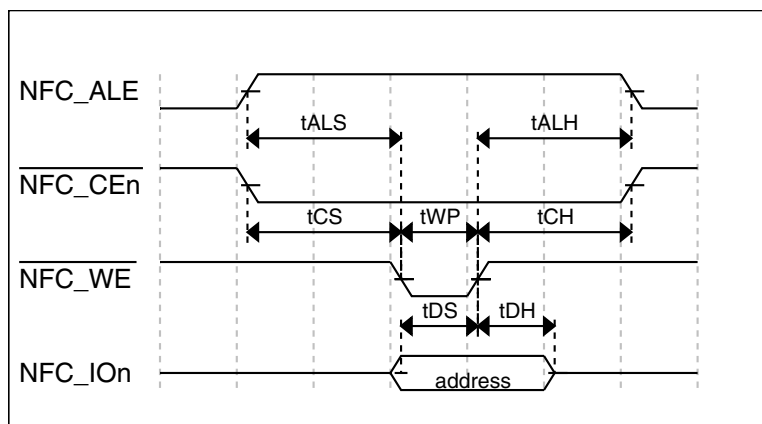 NFC_ALE
tALS tALH
NFC_CEn
tCS tWP tCH
NFC_WE
tDS tDH
NFC_IOn
address